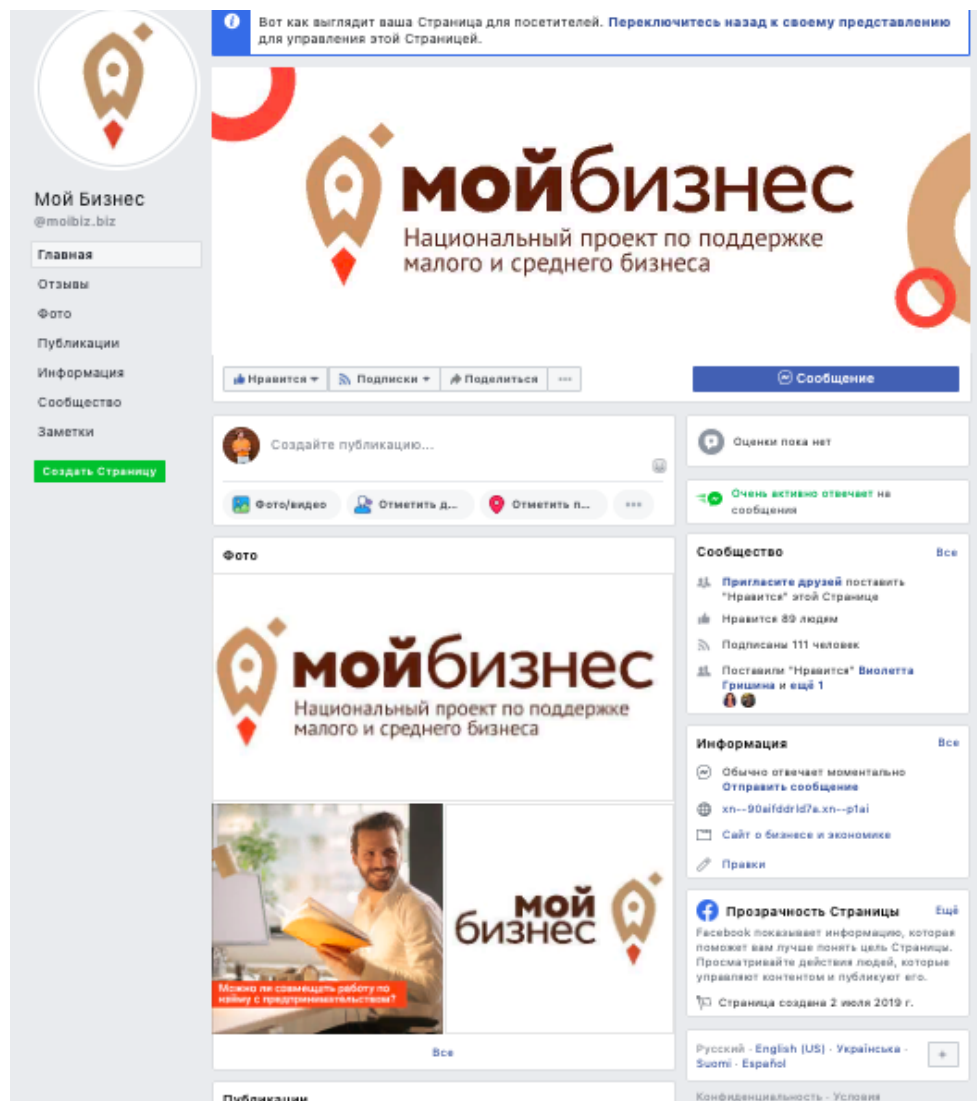 Вот как выглядит ваша Страница для посетителей. Переключитесь назад к своему представлению
для управления этой Страницей.
мойбизнес
Национальный проект по поддержке
малого и среднего бизнеса
Мой Бизнес
@moibiz.biz
Главная
Отзывы
Фото
Публикации
Информация
Сообщество
Заметки
Создать Страницу
Нравится
Подписки
Поделиться
Сообщение
Создайте публикацию...
Фото/видео
Отметить д...
Отметить п...
Фото
мойбизнес
Национальный проект по поддержке
малого и среднего бизнеса
Можно ли совмещать работу по
найму с предпринимательством?
мой
бизнес
Все
Публикации
Оценки пока нет
Очень активно отвечает на
сообщения
Сообщество
Все
Пригласите друзей поставить
"Нравится" этой Странице
Нравится 89 людям
Подписаны 111 человек
Поставили "Нравится" Виолетта
Гришина и ещё 1
Информация
Все
Обычно отвечает моментально
Отправить сообщение
xn--90aifddrld7a.xn--p1ai
Сайт о бизнесе и экономике
Правки
Прозрачность Страницы
Ещё
Facebook показывает информацию, которая
поможет вам лучше понять цель Страницы.
Просматривайте действия людей, которые
управляют контентом и публикуют его.
Страница создана 2 июля 2019 г.
Русский · English (US) · Українська ·
Suomi · Español
Конфиденциальность · Условия